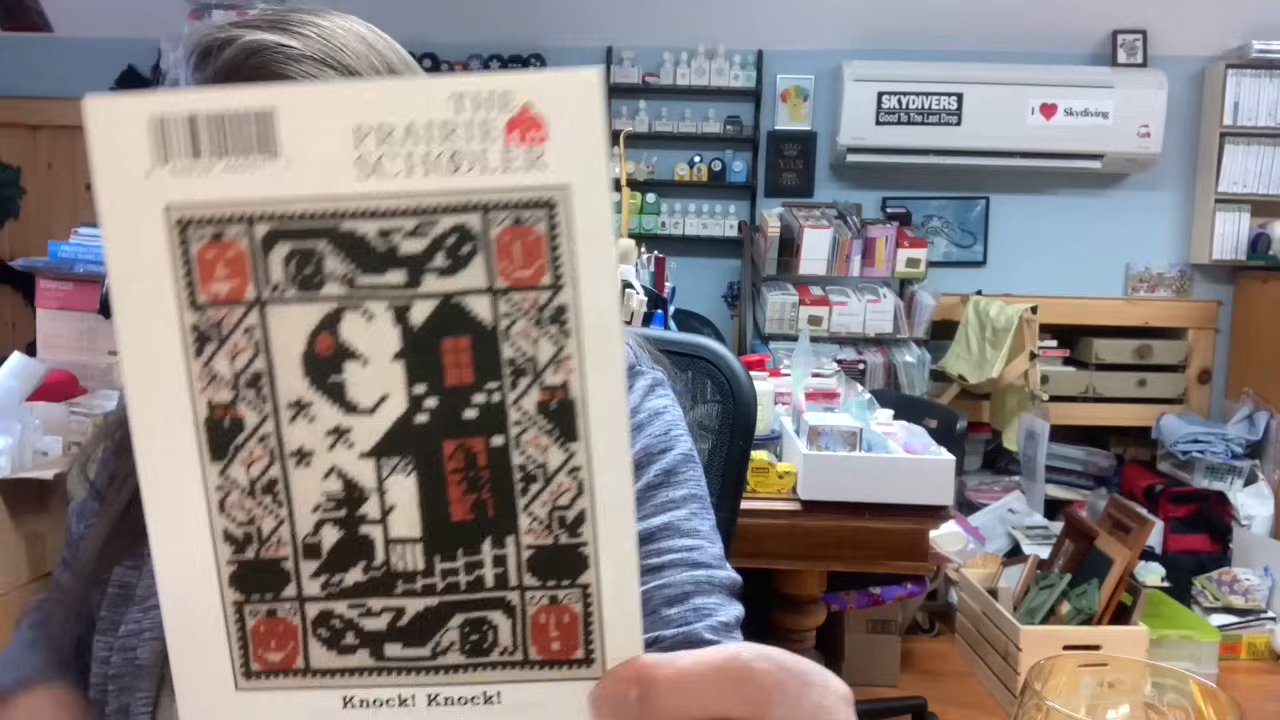 THE
PRAIRIE
SCHOOLER
Knock! Knock!
SKYDIVERS
Good To The Last Drop
I ♥ Skydiving